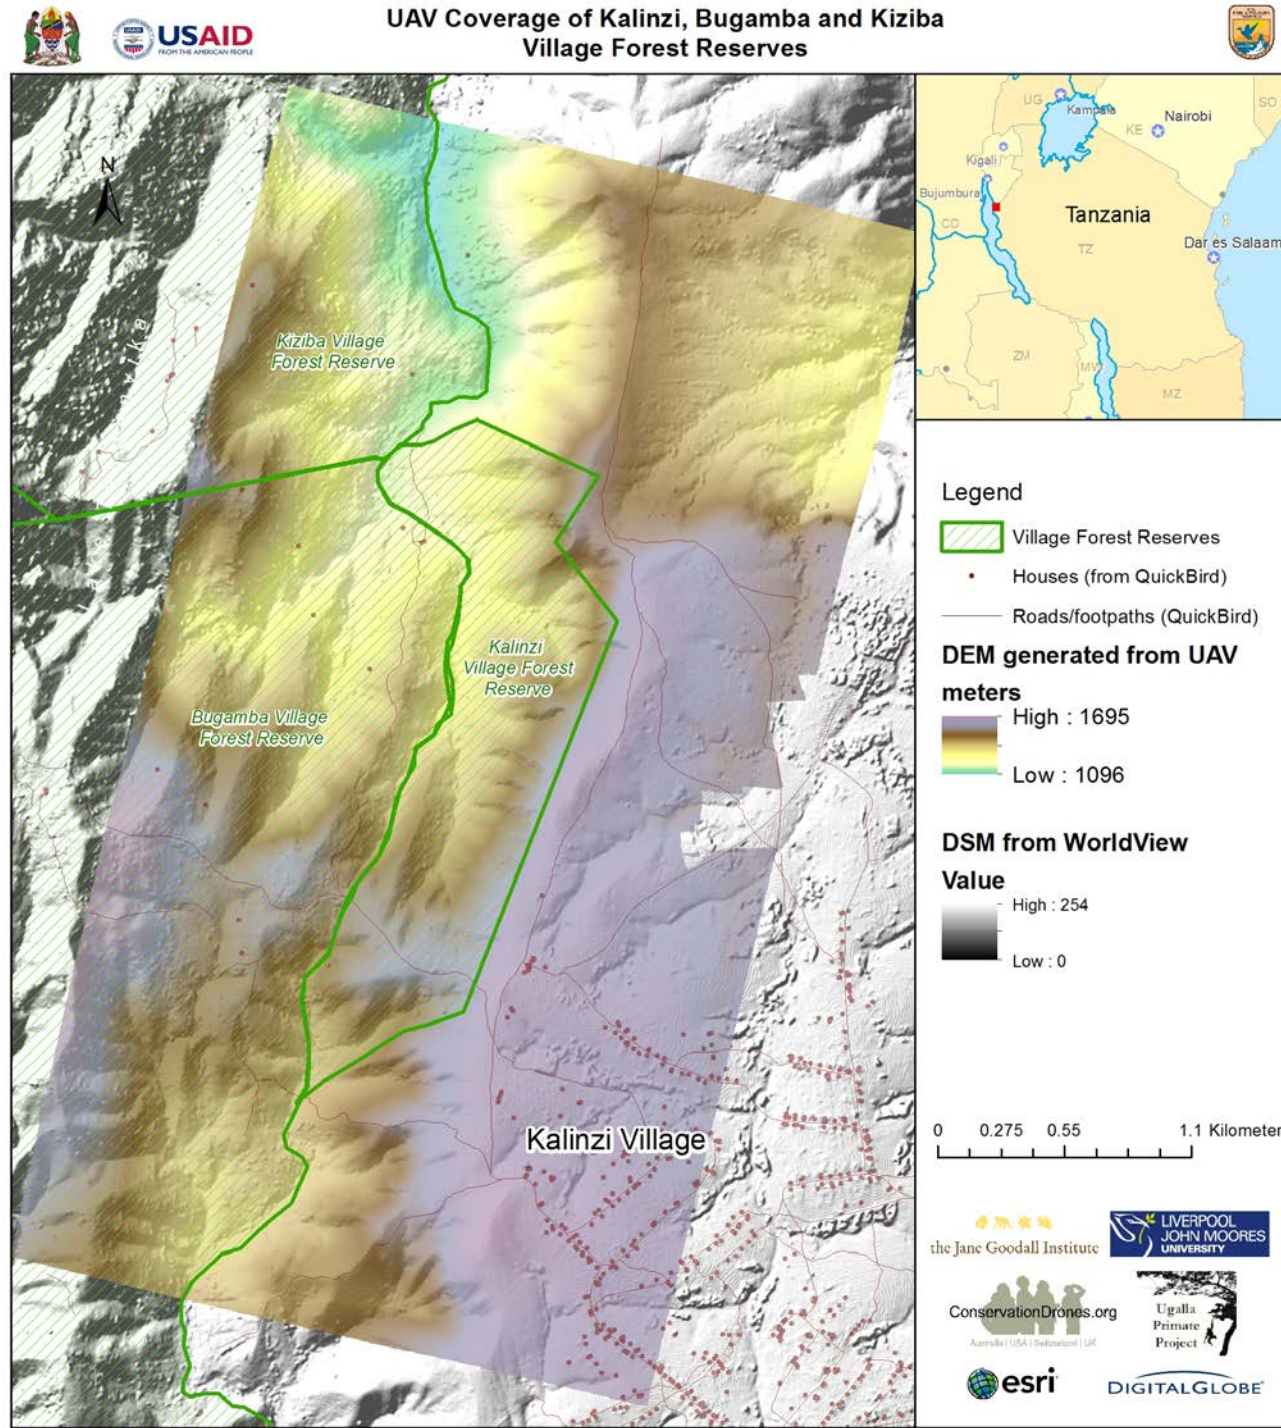 USAID
FROM THE AMERICAN PEOPLE
UAV Coverage of Kalinzi, Bugamba and Kiziba
Village Forest Reserves
N
Kiziba Village
Forest Reserve
Kalinzi
Village Forest
Reserve
Bugamba Village
Forest Reserve
Kalinzi Village
UG
Kampala
SO
KE
Nairobi
Kigali
Bujumbura
CD
Tanzania
TZ
Dar es Salaam
ZM
MW
MZ
Legend
Village Forest Reserves
Houses (from QuickBird)
Roads/footpaths (QuickBird)
DEM generated from UAV
meters
High : 1695
Low : 1096
DSM from WorldView
Value
High : 254
Low : 0
0 0.275 0.55 1.1 Kilometer
the Jane Goodall Institute
LIVERPOOL
JOHN MOORES
UNIVERSITY
ConservationDrones.org
Australia | USA | Switzerland | UK
Ugalla
Primate
Project
esri
DIGITALGLOBE